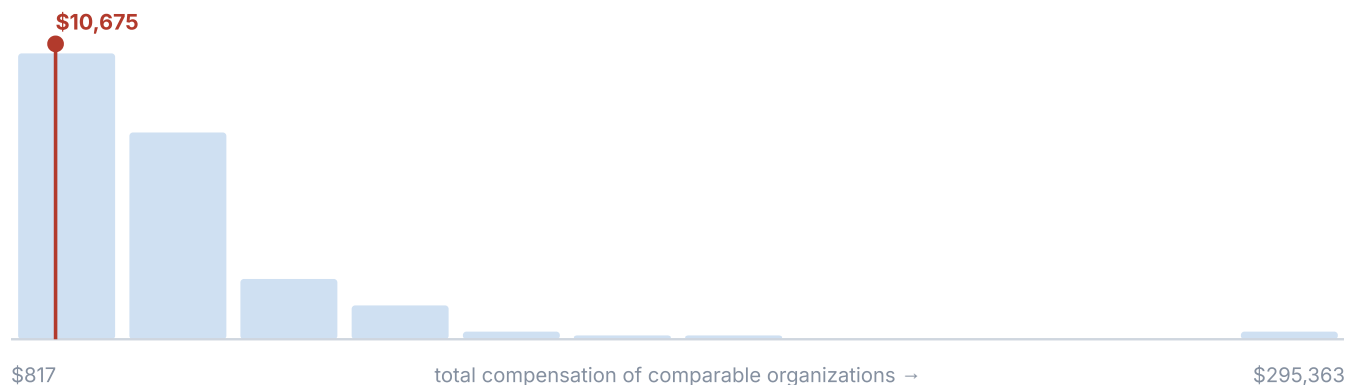 $10,675
$817 total compensation of comparable organizations → $295,363